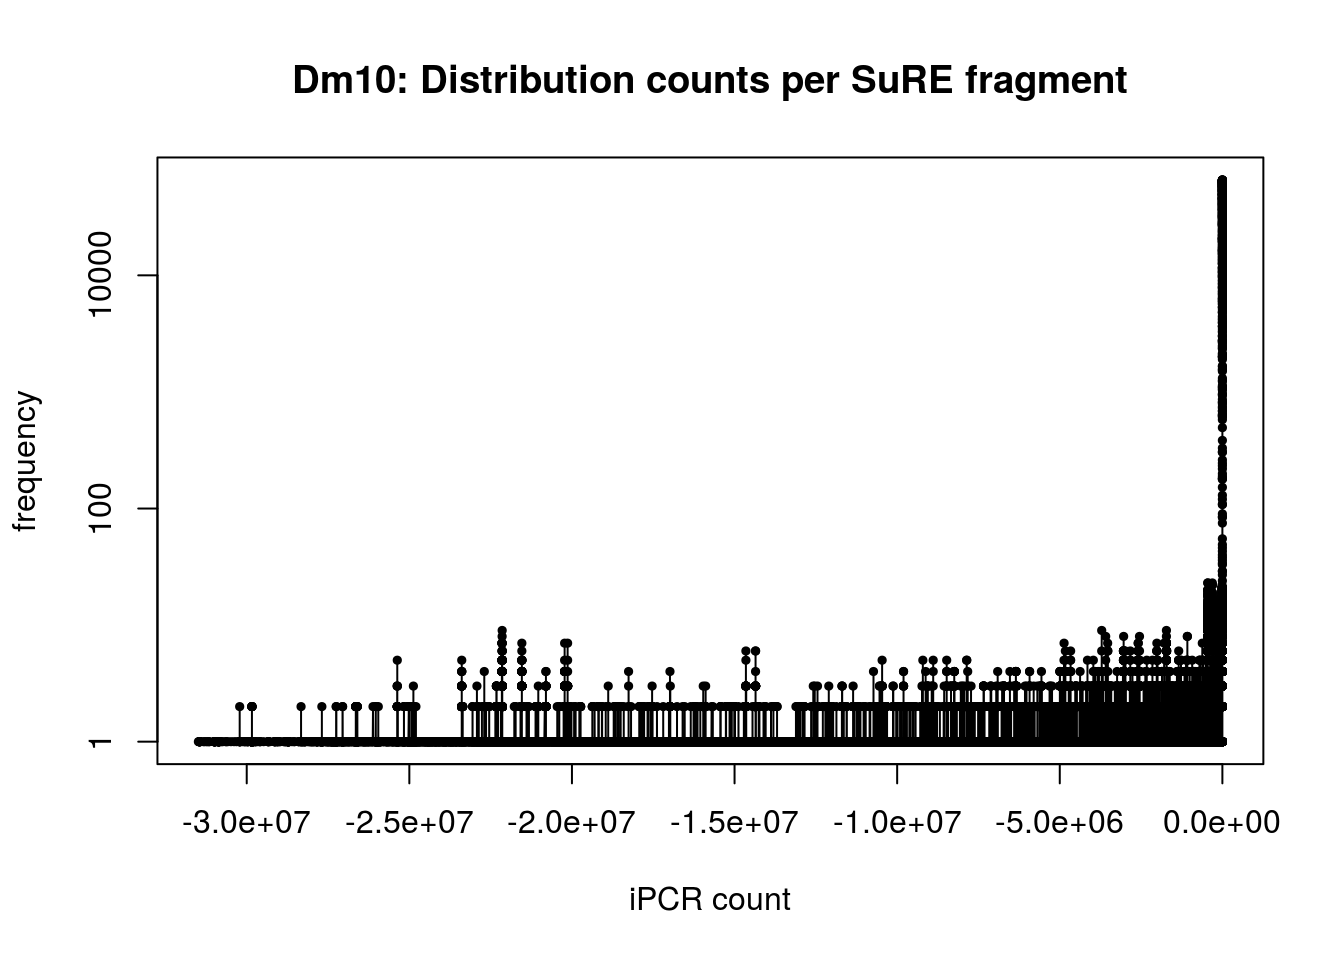 Dm10: Distribution counts per SuRE fragment
frequency
10000
100
1
-3.0e+07 -2.5e+07 -2.0e+07 -1.5e+07 -1.0e+07 -5.0e+06 0.0e+00
iPCR count